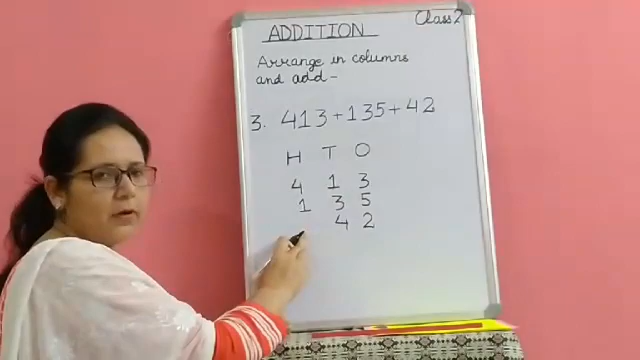 ADDITION
Class 2
Arrange in columns
and add -
3. 413 + 135 + 42
H T O
4 1 3
1 3 5
4 2